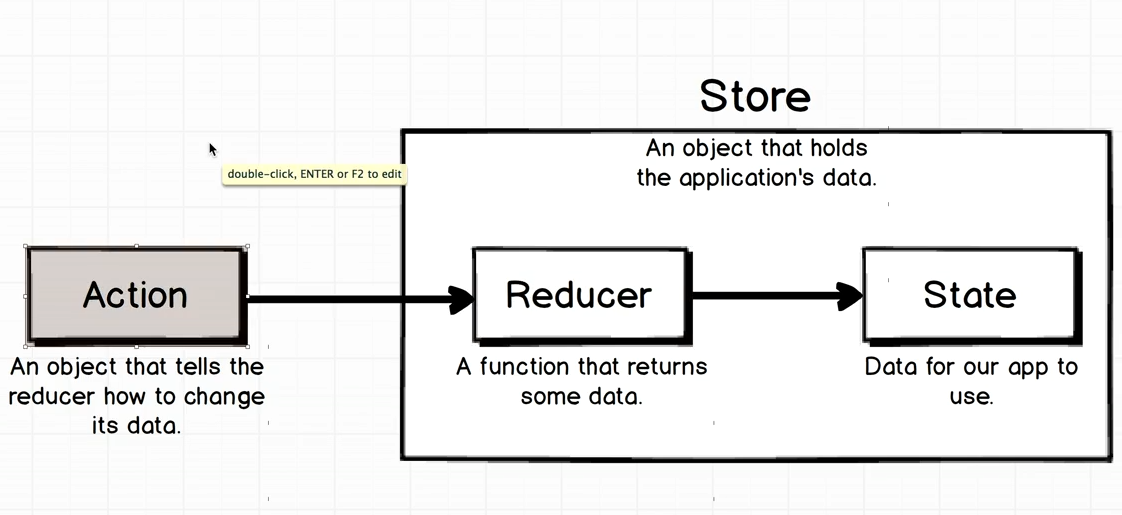 Store
An object that holds
the application's data.
double-click, ENTER or F2 to edit
Action
Reducer
State
An object that tells the
reducer how to change
its data.
A function that returns
some data.
Data for our app to
use.